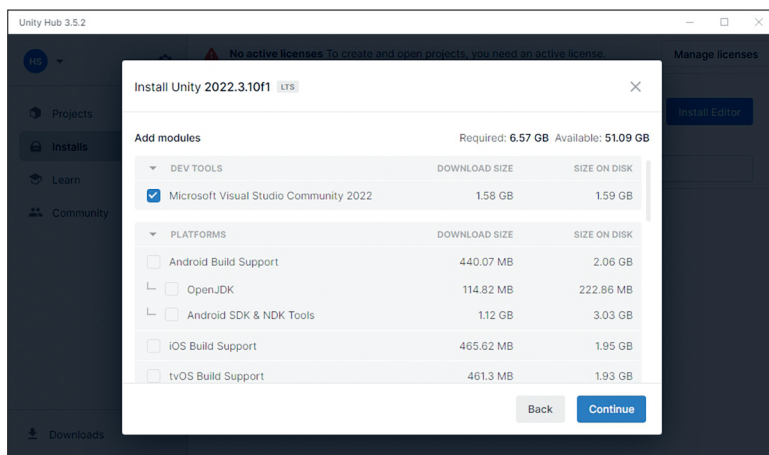 Unity Hub 3.5.2
HS
No active licenses To create and open projects, you need an active license.
Manage licenses
Install Unity 2022.3.10f1 LTS
Projects
Install Editor
Add modules Required: 6.57 GB Available: 51.09 GB
Installs
DEV TOOLS DOWNLOAD SIZE SIZE ON DISK
Learn
Microsoft Visual Studio Community 2022 1.58 GB 1.59 GB
Community
PLATFORMS DOWNLOAD SIZE SIZE ON DISK
Android Build Support 440.07 MB 2.06 GB
OpenJDK 114.82 MB 222.86 MB
Android SDK & NDK Tools 1.12 GB 3.03 GB
iOS Build Support 465.62 MB 1.95 GB
tvOS Build Support 461.3 MB 1.93 GB
Back Continue
Downloads